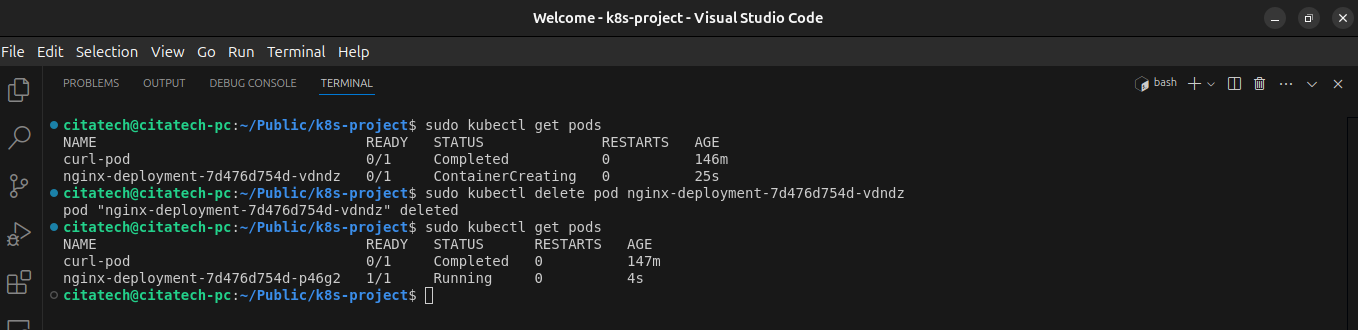 Welcome - k8s-project - Visual Studio Code
File Edit Selection View Go Run Terminal Help
PROBLEMS OUTPUT DEBUG CONSOLE TERMINAL bash
citatech@citatech-pc:~/Public/k8s-project$ sudo kubectl get pods
NAME READY STATUS RESTARTS AGE
curl-pod 0/1 Completed 0 146m
nginx-deployment-7d476d754d-vdndz 0/1 ContainerCreating 0 25s
citatech@citatech-pc:~/Public/k8s-project$ sudo kubectl delete pod nginx-deployment-7d476d754d-vdndz
pod "nginx-deployment-7d476d754d-vdndz" deleted
citatech@citatech-pc:~/Public/k8s-project$ sudo kubectl get pods
NAME READY STATUS RESTARTS AGE
curl-pod 0/1 Completed 0 147m
nginx-deployment-7d476d754d-p46g2 1/1 Running 0 4s
citatech@citatech-pc:~/Public/k8s-project$